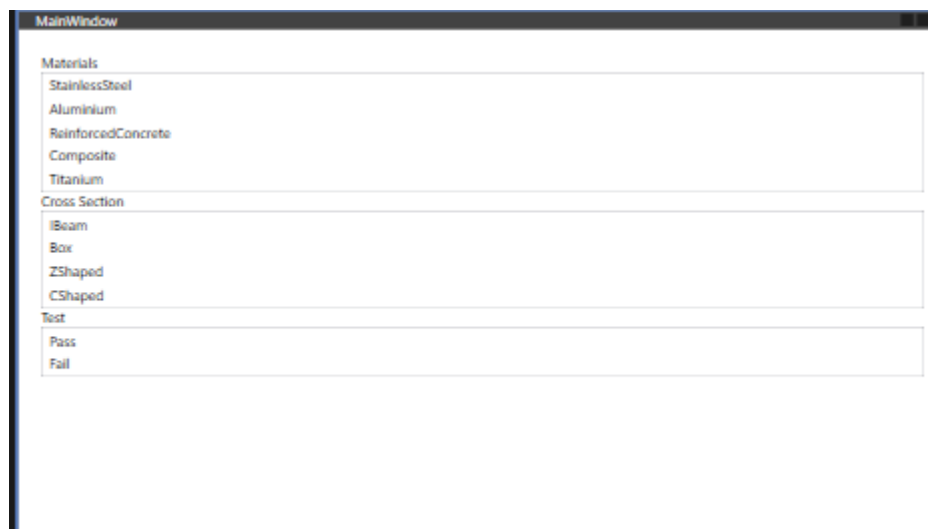 MainWindow
Materials
StainlessSteel
Aluminium
ReinforcedConcrete
Composite
Titanium
Cross Section
IBeam
Box
ZShaped
CShaped
Test
Pass
Fail